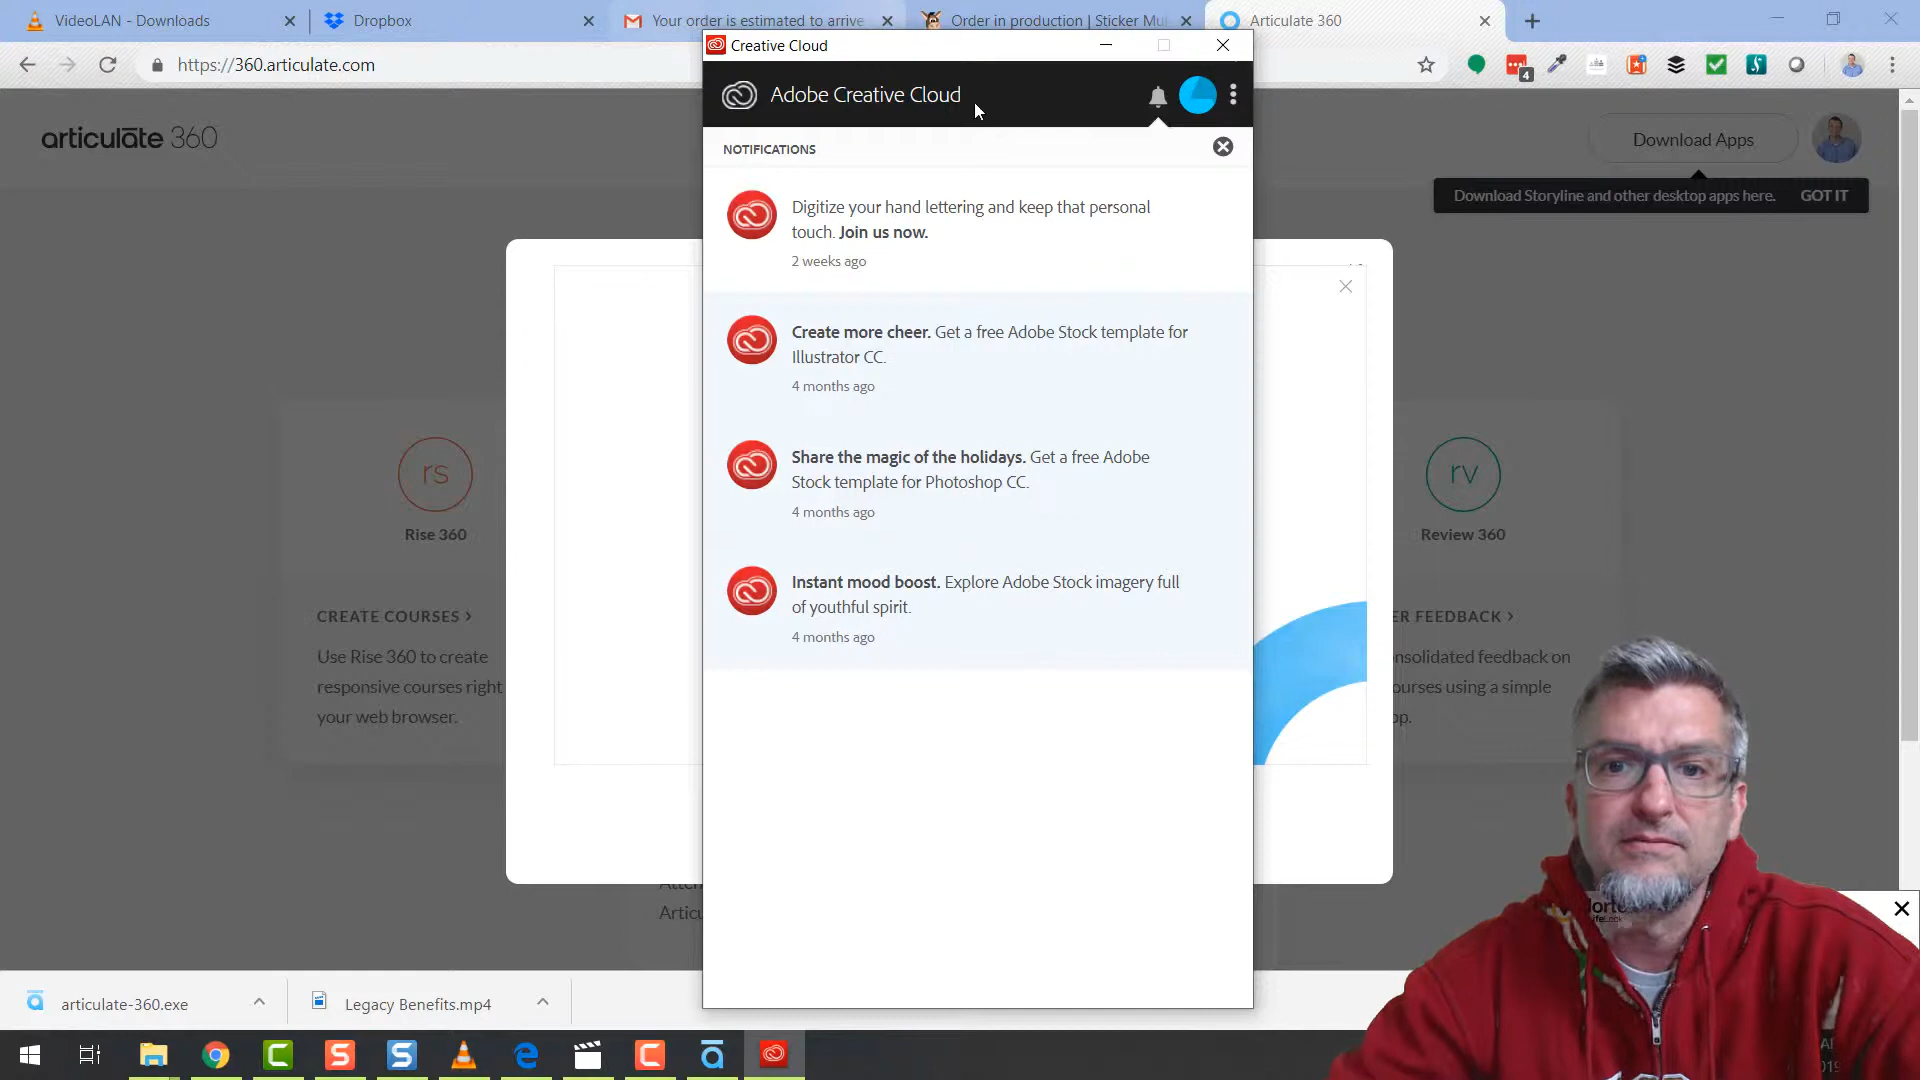 VideoLAN - Downloads
Dropbox
Your order is estimated to arrive
Order in production | Sticker Mu
Articulate 360
Creative Cloud
https://360.articulate.com
4
Adobe Creative Cloud
articulate 360
Download Apps
NOTIFICATIONS
Download Storyline and other desktop apps here. GOT IT
Digitize your hand lettering and keep that personal
touch. Join us now.
2 weeks ago
Create more cheer. Get a free Adobe Stock template for
Illustrator CC.
4 months ago
Share the magic of the holidays. Get a free Adobe
Stock template for Photoshop CC.
4 months ago
rs
rv
Rise 360
Review 360
Instant mood boost. Explore Adobe Stock imagery full
of youthful spirit.
4 months ago
CREATE COURSES >
ER FEEDBACK >
Use Rise 360 to create
responsive courses right
your web browser.
nsolidated feedback on
ourses using a simple
op.
Articu
articulate-360.exe
Legacy Benefits.mp4